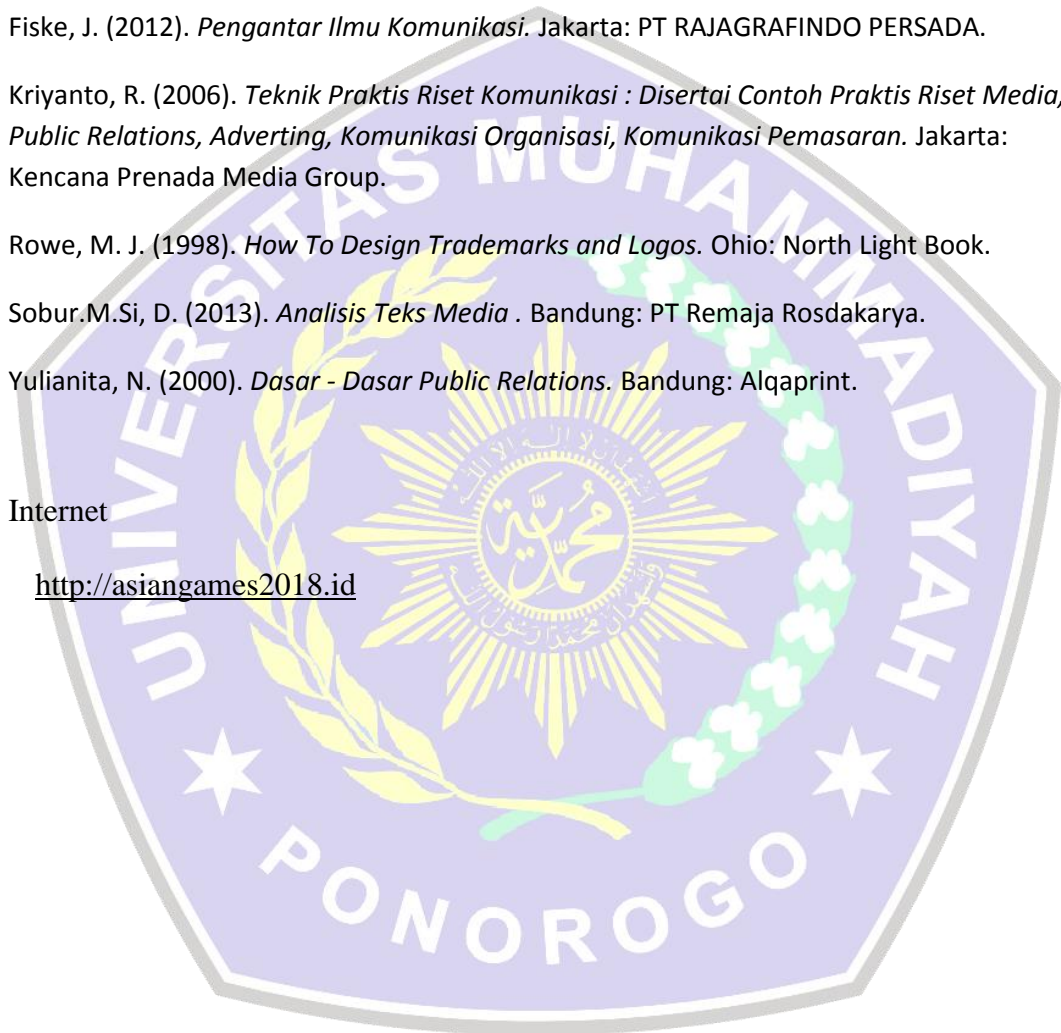 Fiske, J. (2012). Pengantar Ilmu Komunikasi. Jakarta: PT RAJAGRAFINDO PERSADA.
Kriyanto, R. (2006). Teknik Praktis Riset Komunikasi : Disertai Contoh Praktis Riset Media,
Public Relations, Adverting, Komunikasi Organisasi, Komunikasi Pemasaran. Jakarta:
Kencana Prenada Media Group.
Rowe, M. J. (1998). How To Design Trademarks and Logos. Ohio: North Light Book.
Sobur.M.Si, D. (2013). Analisis Teks Media . Bandung: PT Remaja Rosdakarya.
Yulianita, N. (2000). Dasar - Dasar Public Relations. Bandung: Alqaprint.
Internet
http://asiangames2018.id
UNIVERSITAS MUHAMMADIYAH
PONOROGO
محمدية